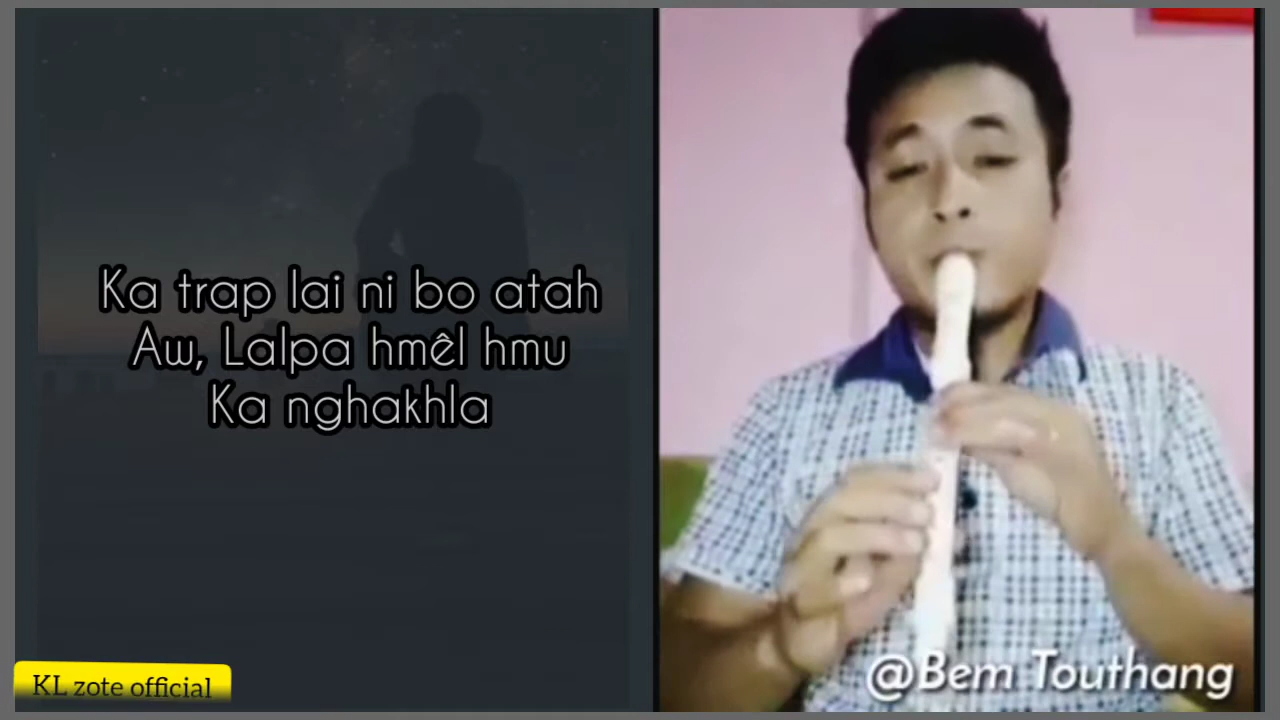 Ka trap lai ni bo atah
Aw, Lalpa hmêl hmu
Ka nghakhla
KL zote official
@Bem Touthang